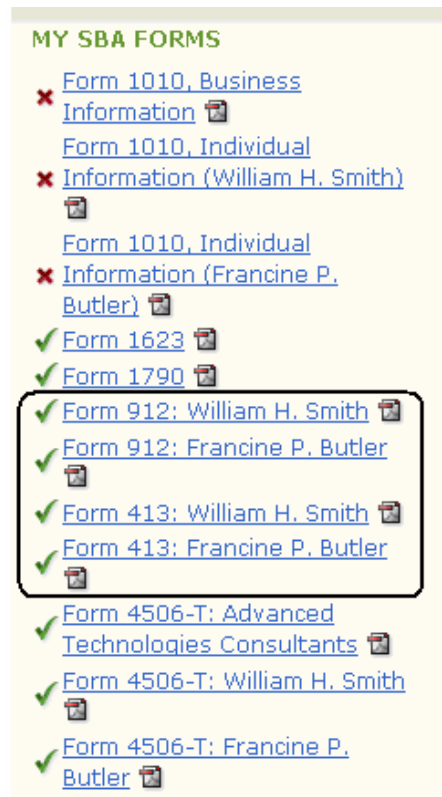 MY SBA FORMS
Form 1010, Business
Information
Form 1010, Individual
Information (William H. Smith)
Form 1010, Individual
Information (Francine P.
Butler)
Form 1623
Form 1790
Form 912: William H. Smith
Form 912: Francine P. Butler
Form 413: William H. Smith
Form 413: Francine P. Butler
Form 4506-T: Advanced
Technologies Consultants
Form 4506-T: William H. Smith
Form 4506-T: Francine P.
Butler